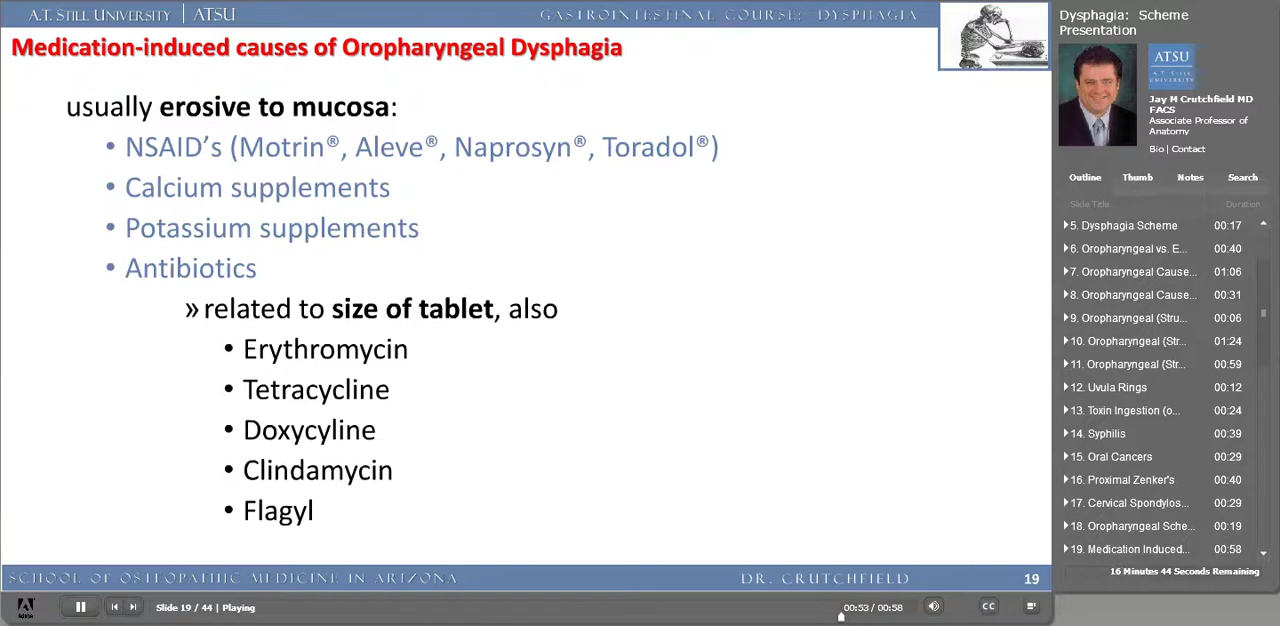 A.T. STILL UNIVERSITY | ATSU
GASTROINTESTINAL COURSE: DYSPHAGIA
Medication-induced causes of Oropharyngeal Dysphagia
usually erosive to mucosa:
• NSAID's (Motrin®, Aleve®, Naprosyn®, Toradol®)
• Calcium supplements
• Potassium supplements
• Antibiotics
» related to size of tablet, also
• Erythromycin
• Tetracycline
• Doxycyline
• Clindamycin
• Flagyl
SCHOOL OF OSTEOPATHIC MEDICINE IN ARIZONA
DR. CRUTCHFIELD
19
Slide 19 / 44 | Playing
00:53 / 00:58
CC
Dysphagia: Scheme
Presentation
ATSU
A.T. STILL
UNIVERSITY
Jay M Crutchfield MD
FACS
Associate Professor of
Anatomy
Bio | Contact
Outline Thumb Notes Search
Slide Title Duration
5. Dysphagia Scheme 00:17
6. Oropharyngeal vs. E... 00:40
7. Oropharyngeal Cause... 01:06
8. Oropharyngeal Cause... 00:31
9. Oropharyngeal (Stru... 00:06
10. Oropharyngeal (Str... 01:24
11. Oropharyngeal (Str... 00:59
12. Uvula Rings 00:12
13. Toxin Ingestion (o... 00:24
14. Syphilis 00:39
15. Oral Cancers 00:29
16. Proximal Zenker's 00:40
17. Cervical Spondylos... 00:29
18. Oropharyngeal Sche... 00:19
19. Medication Induced... 00:58
16 Minutes 44 Seconds Remaining